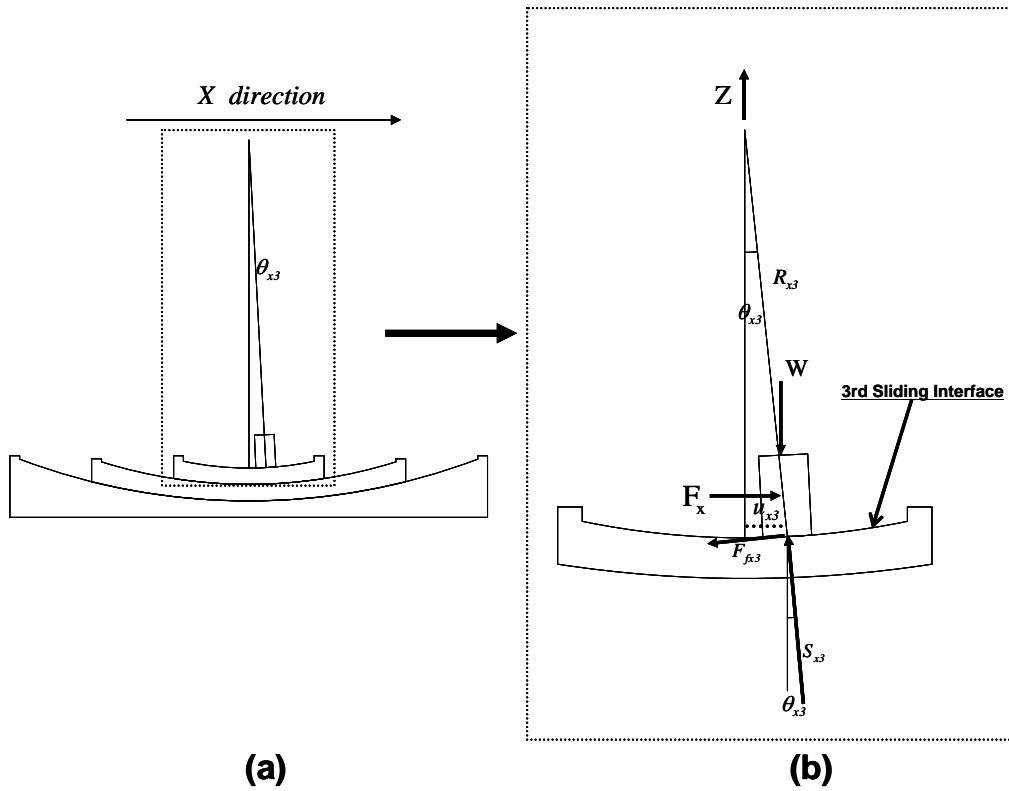 X direction
θx3
(a)
Z
Rx3
θx3
W
3rd Sliding Interface
Fx
ux3
Ffx3
Sx3
θx3
(b)